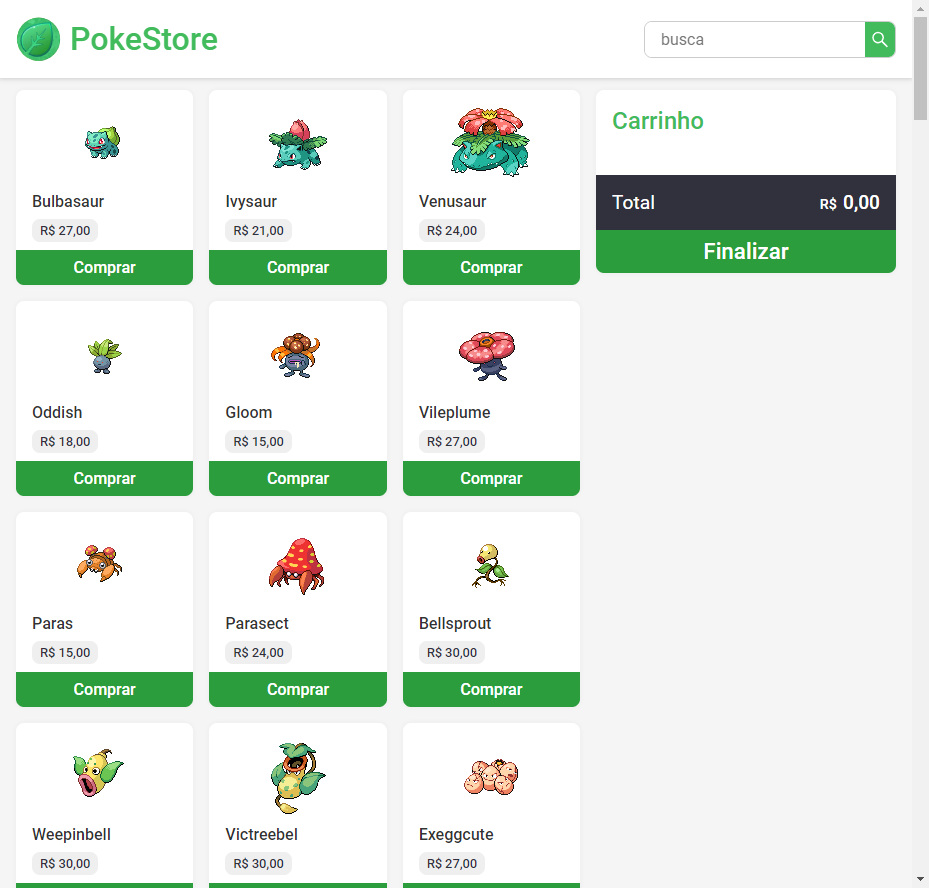 PokeStore
busca
Carrinho
Total R$ 0,00
Finalizar
Bulbasaur Ivysaur Venusaur
R$ 27,00 R$ 21,00 R$ 24,00
Comprar Comprar Comprar
Oddish Gloom Vileplume
R$ 18,00 R$ 15,00 R$ 27,00
Comprar Comprar Comprar
Paras Parasect Bellsprout
R$ 15,00 R$ 24,00 R$ 30,00
Comprar Comprar Comprar
Weepinbell Victreebel Exeggcute
R$ 30,00 R$ 30,00 R$ 27,00